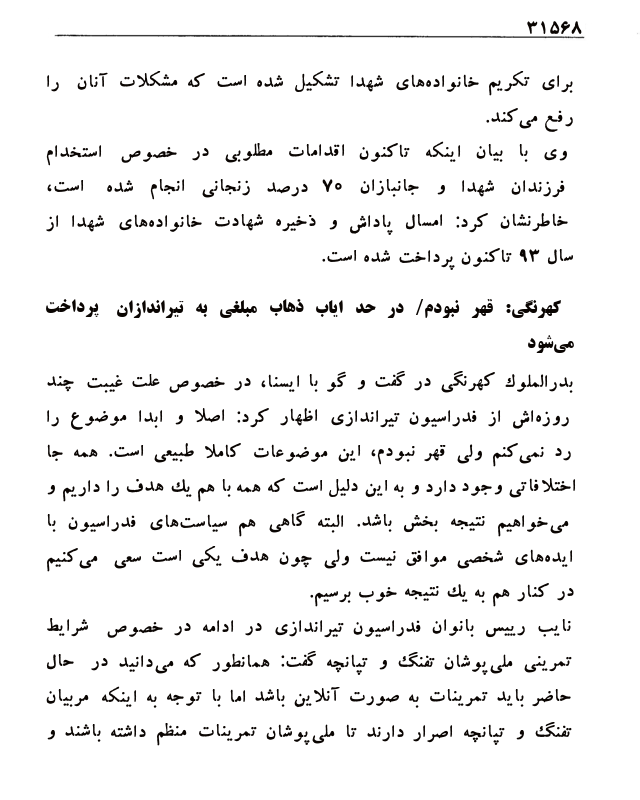 ۳۱۵۶۸
برای تکریم خانواده‌های شهدا تشکیل شده است که مشکلات آنان را
رفع می‌کند.
وی با بیان اینکه تاکنون اقدامات مطلوبی در خصوص استخدام
فرزندان شهدا و جانبازان ۷۰ درصد زنجانی انجام شده است،
خاطرنشان کرد: امسال پاداش و ذخیره شهادت خانواده‌های شهدا از
سال ۹۳ تاکنون پرداخت شده است.
کهرنگی: قهر نبودم/ در حد ایاب ذهاب مبلغی به تیراندازان پرداخت
می‌شود
بدرالملوك کهرنگی در گفت و گو با ایسنا، در خصوص علت غیبت چند
روزه‌اش از فدراسیون تیراندازی اظهار کرد: اصلا و ابدا موضوع را
رد نمی‌کنم ولی قهر نبودم، این موضوعات کاملا طبیعی است. همه جا
اختلافاتی وجود دارد و به این دلیل است که همه با هم یك هدف را داریم و
می‌خواهیم نتیجه بخش باشد. البته گاهی هم سیاست‌های فدراسیون با
ایده‌های شخصی موافق نیست ولی چون هدف یکی است سعی می‌کنیم
در کنار هم به یك نتیجه خوب برسیم.
نایب رییس بانوان فدراسیون تیراندازی در ادامه در خصوص شرایط
تمرینی ملی‌پوشان تفنگ و تپانچه گفت: همانطور که می‌دانید در حال
حاضر باید تمرینات به صورت آنلاین باشد اما با توجه به اینکه مربیان
تفنگ و تپانچه اصرار دارند تا ملی‌پوشان تمرینات منظم داشته باشند و